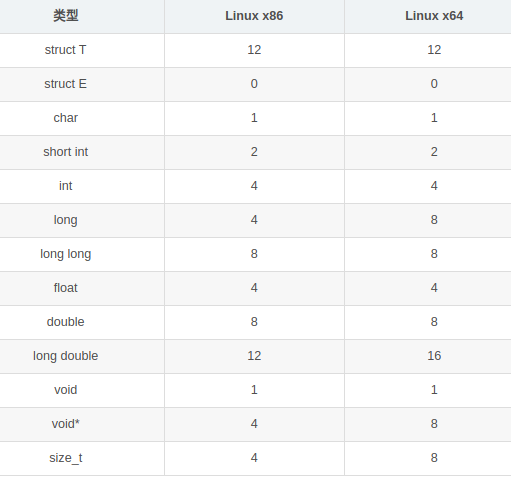 类型 Linux x86 Linux x64
struct T 12 12
struct E 0 0
char 1 1
short int 2 2
int 4 4
long 4 8
long long 8 8
float 4 4
double 8 8
long double 12 16
void 1 1
void* 4 8
size_t 4 8